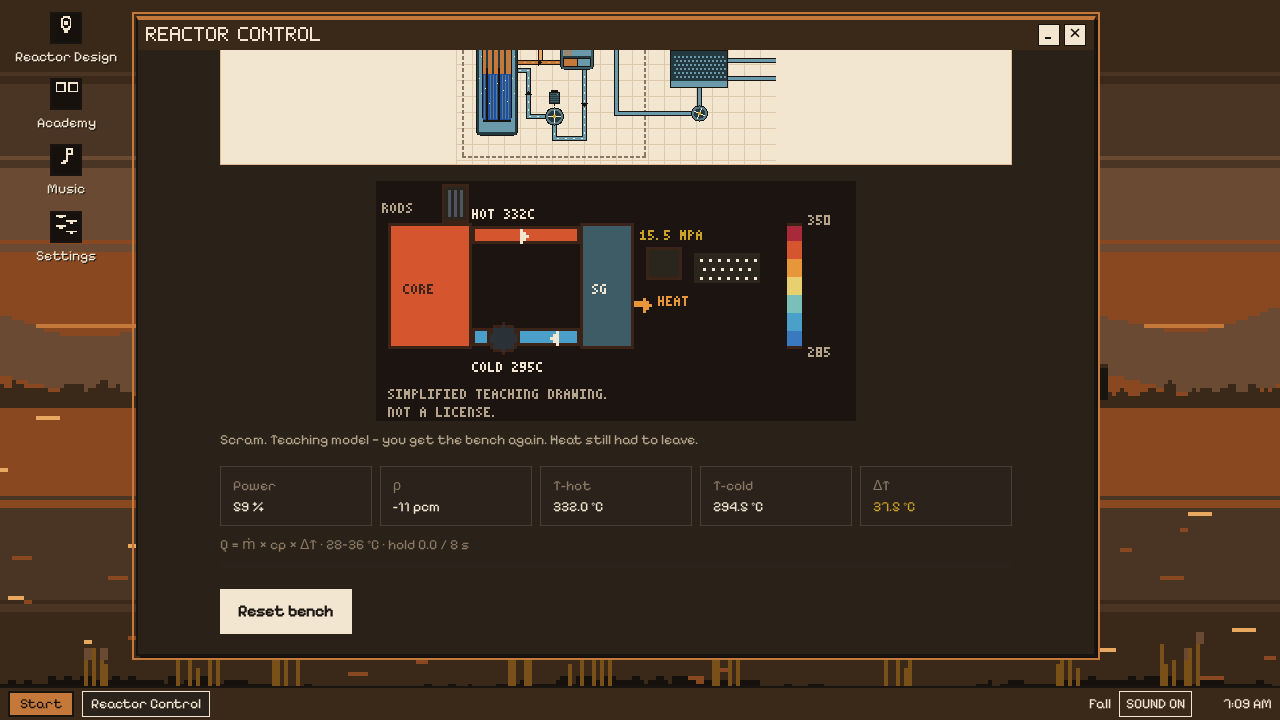 REACTOR CONTROL
Reactor Design
Academy
Music
Settings
RODS
HOT 332C
350
15.5 MPA
CORE
SG
HEAT
COLD 295C
285
SIMPLIFIED TEACHING DRAWING.
NOT A LICENSE.
Scram. Teaching model – you get the bench again. Heat still had to leave.
Power
ρ
T-hot
T-cold
ΔT
89 %
-11 pcm
332.0 °C
294.8 °C
37.2 °C
Q = ṁ × cp × ΔT · 28–36 °C · hold 0.0 / 8 s
Reset bench
Start
Reactor Control
Fall
SOUND ON
7:09 AM